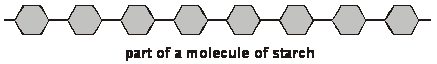 part of a molecule of starch